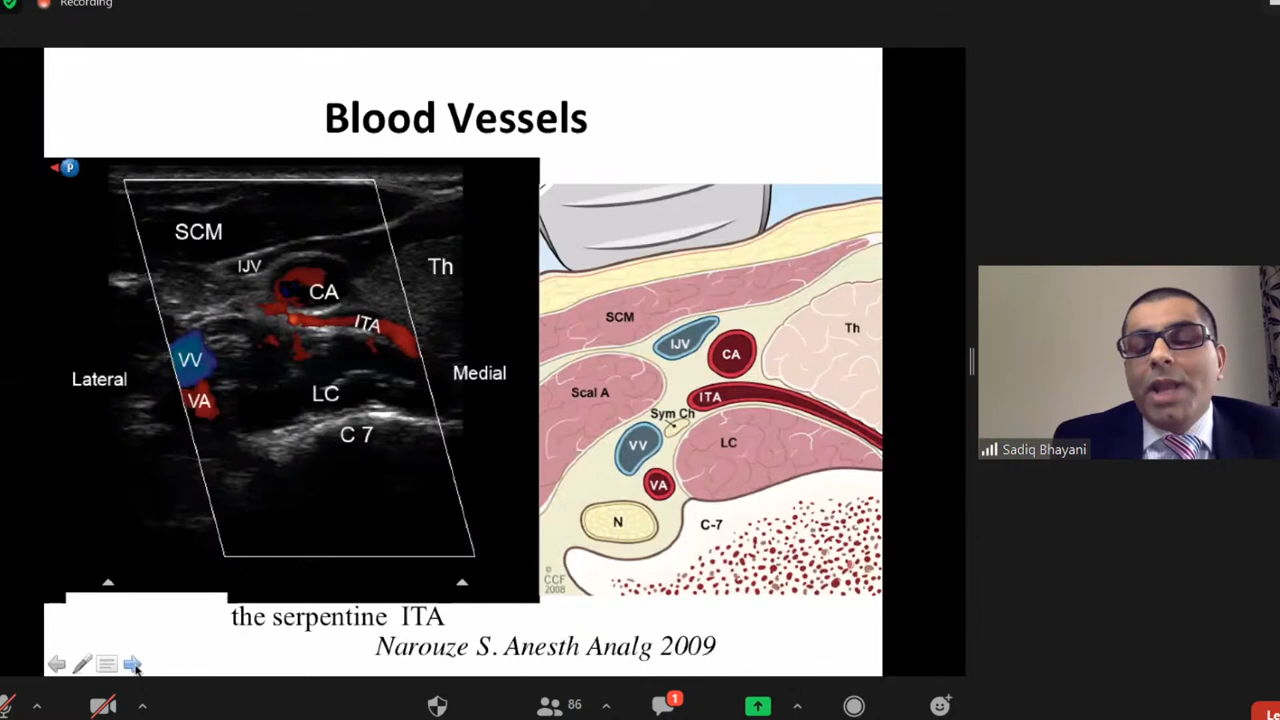 Recording
Blood Vessels
P
SCM
IJV
Th
CA
ITA
VV
Lateral
Medial
VA
LC
C 7
SCM
Th
IJV
CA
Scal A
ITA
Sym Ch
VV
LC
VA
N
C-7
©
CCF
2008
the serpentine ITA
Narouze S. Anesth Analg 2009
Sadiq Bhayani
86
1